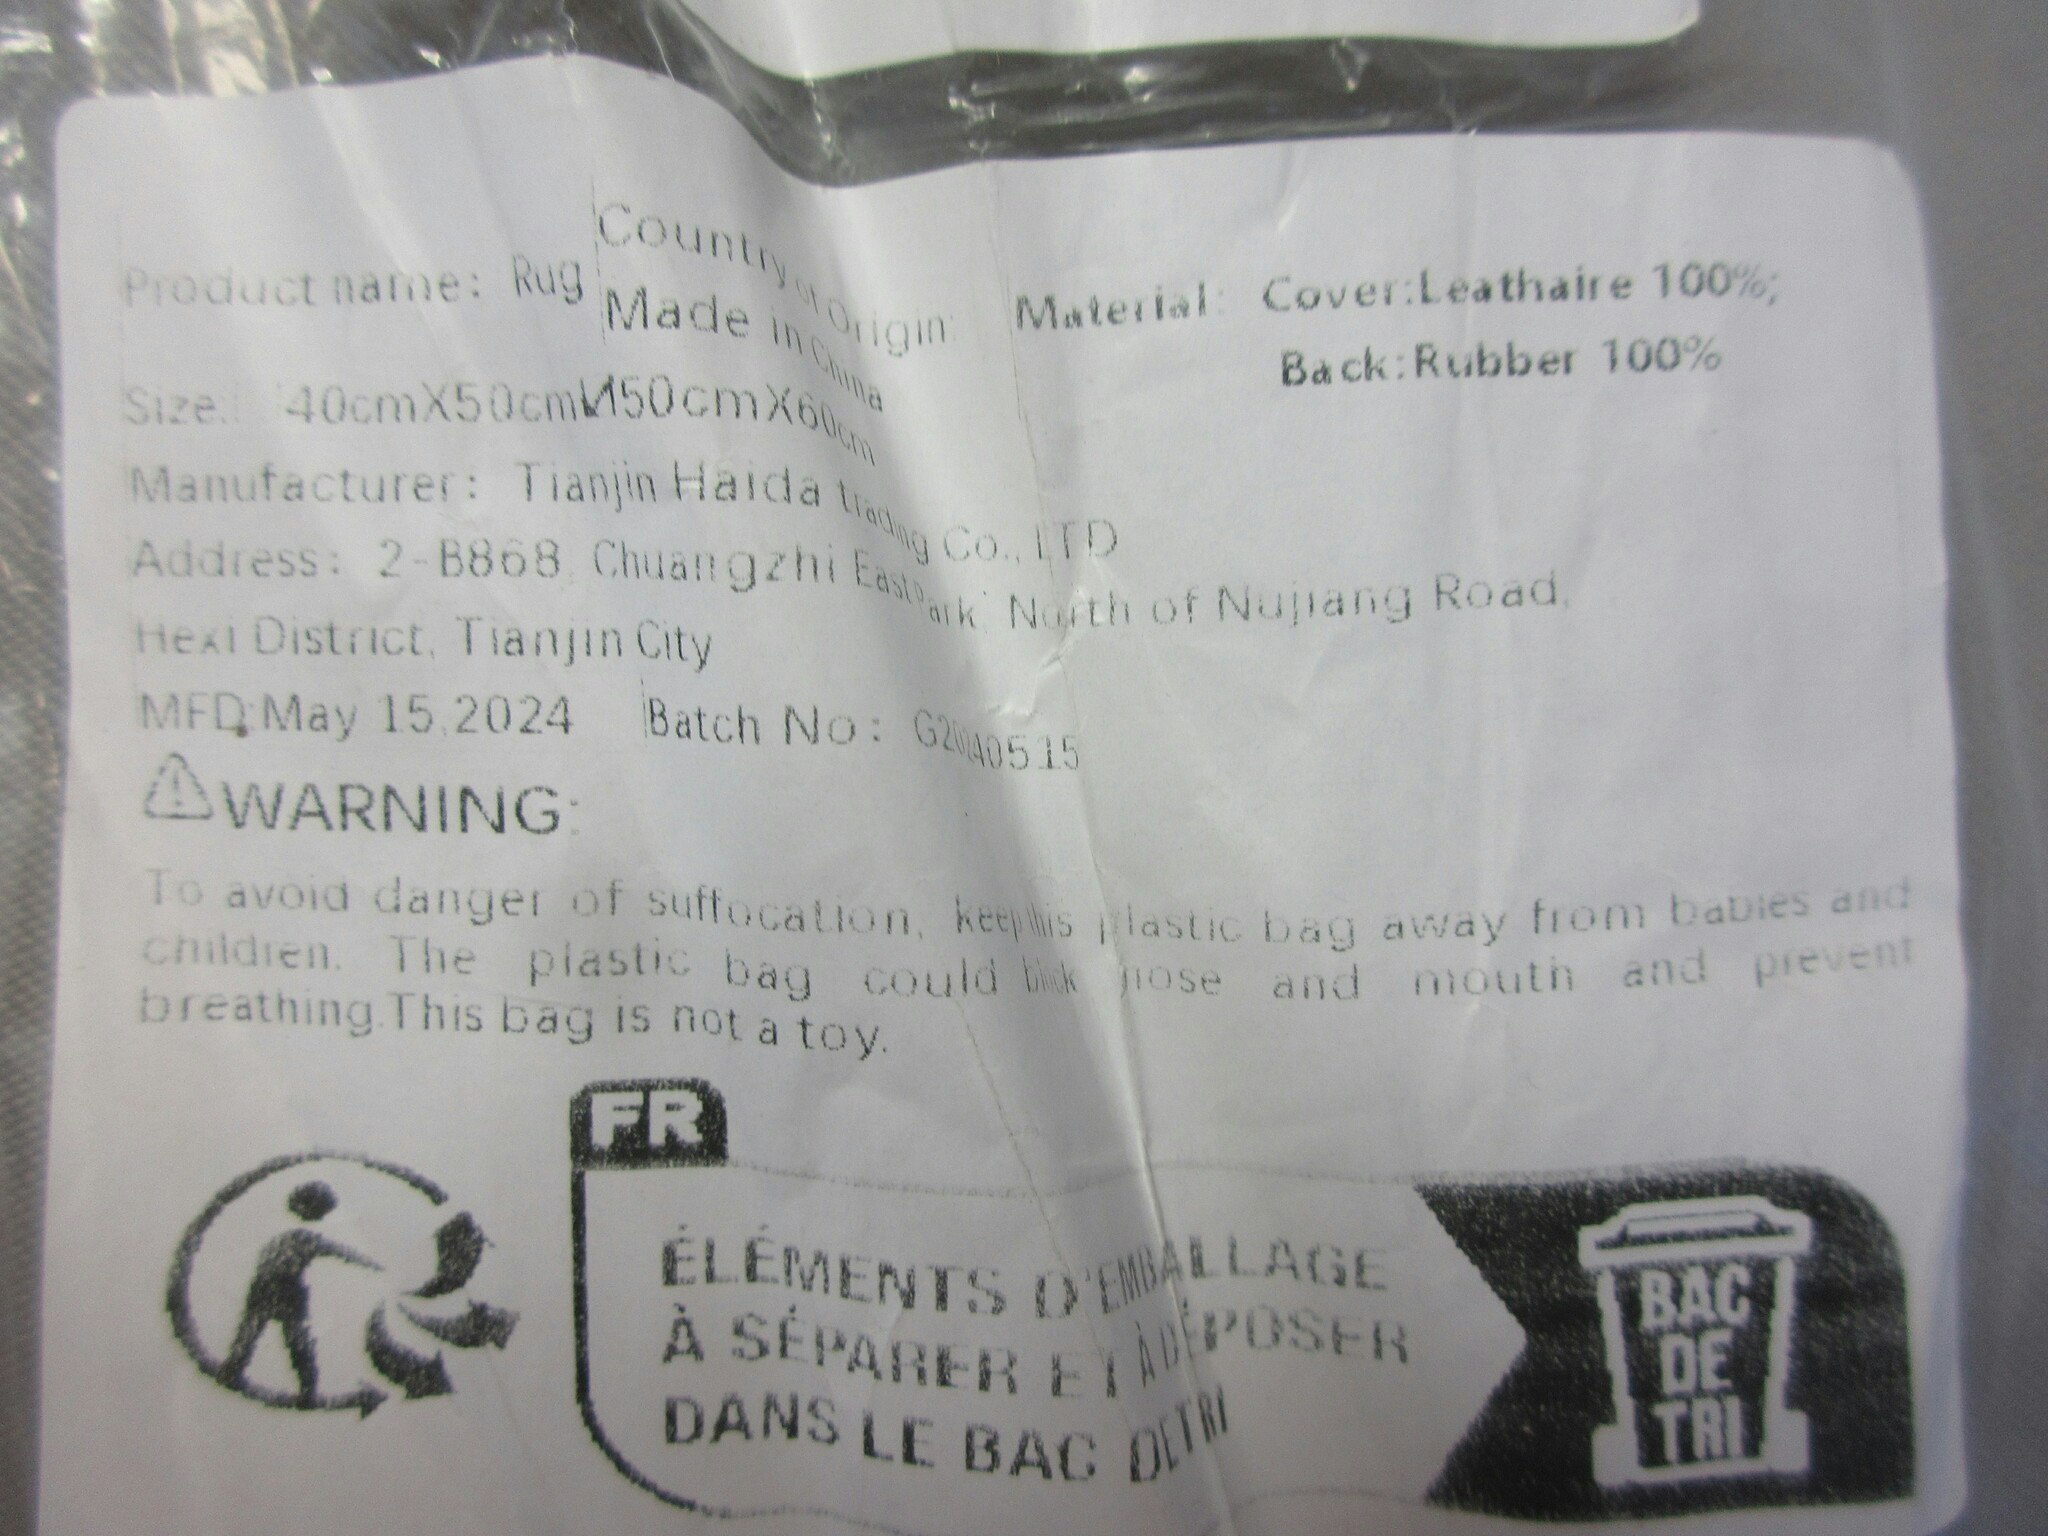 Product name: Rug
Country of Origin:
Made in China
Material: Cover:Leathaire 100%;
Back:Rubber 100%
Size: 40cmX50cm 50cmX60cm
Manufacturer: Tianjin Haida trading Co., LTD
Address: 2-B868, Chuangzhi East Park, North of Nujiang Road,
Hexi District, Tianjin City
MFD:May 15,2024 Batch No: G20240515
WARNING:
To avoid danger of suffocation, keep this plastic bag away from babies and
children. The plastic bag could block nose and mouth and prevent
breathing.This bag is not a toy.
FR
ÉLÉMENTS D'EMBALLAGE
À SÉPARER ET À DÉPOSER
DANS LE BAC DE TRI
BAC
DE
TRI